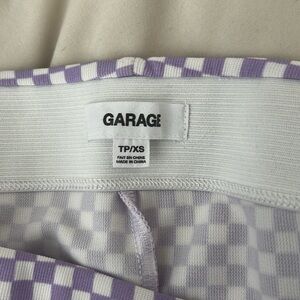 GARAGE
TP/XS
FAIT EN CHINE
MADE IN CHINA